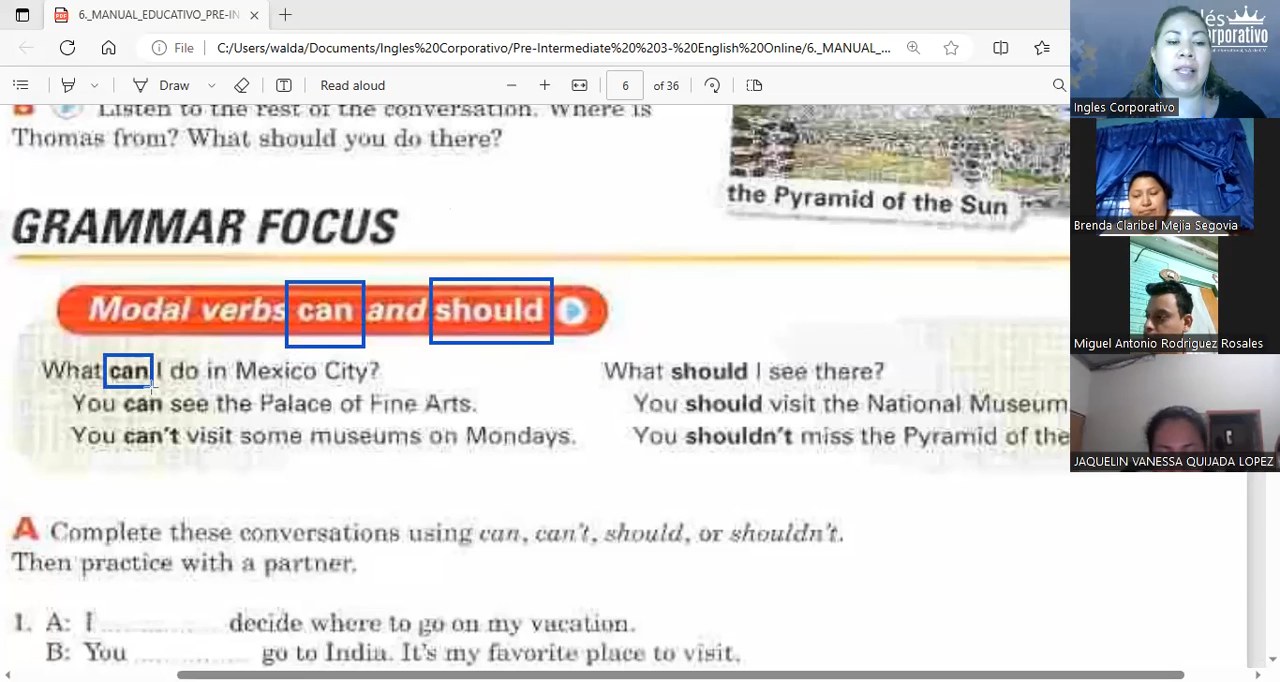 6._MANUAL_EDUCATIVO_PRE-IN
File
C:/Users/walda/Documents/Ingles%20Corporativo/Pre-Intermediate%20%203-%20English%20Online/6._MANUAL_...
Draw
Read aloud
6
of 36
Listen to the rest of the conversation. Where is
Thomas from? What should you do there?
the Pyramid of the Sun
GRAMMAR FOCUS
Modal verbs can and should
What can I do in Mexico City?
You can see the Palace of Fine Arts.
You can't visit some museums on Mondays.
What should I see there?
You should visit the National Museum
You shouldn't miss the Pyramid of the
A Complete these conversations using can, can't, should, or shouldn't.
Then practice with a partner.
1. A: I ............ decide where to go on my vacation.
B: You ............ go to India. It's my favorite place to visit.
Ingles Corporativo
Brenda Claribel Mejia Segovia
Miguel Antonio Rodriguez Rosales
JAQUELIN VANESSA QUIJADA LOPEZ